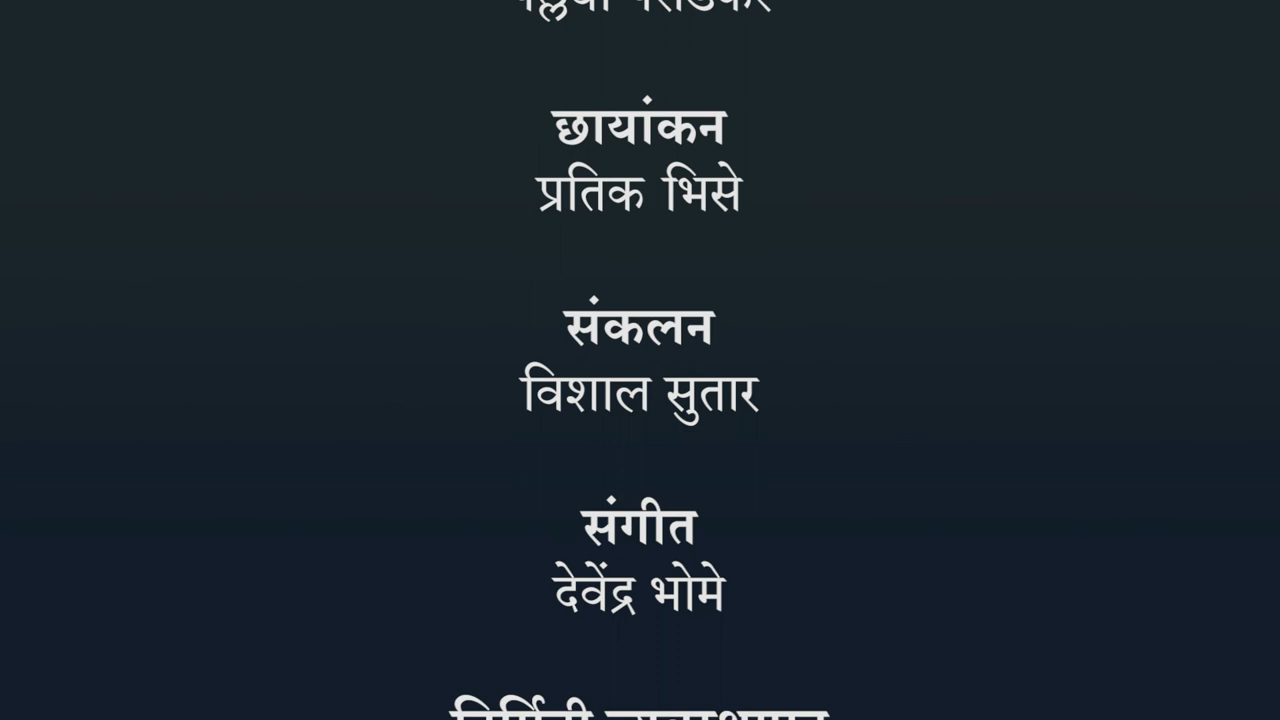 छायांकन
प्रतिक भिसे
संकलन
विशाल सुतार
संगीत
देवेंद्र भोमे